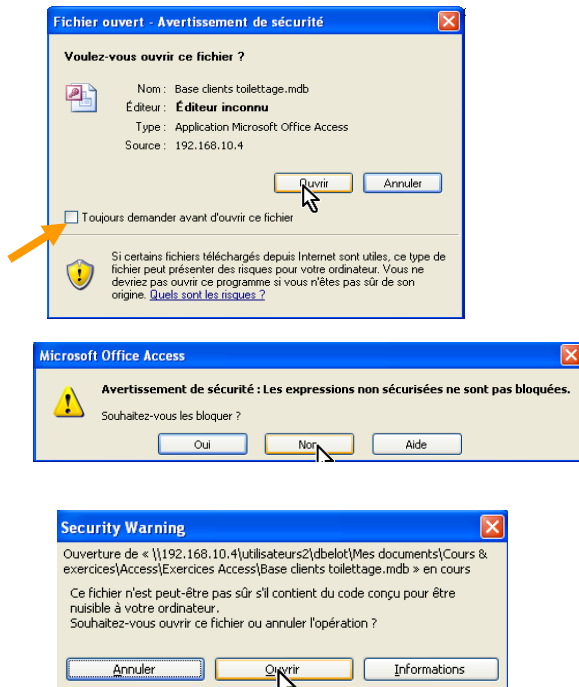 Fichier ouvert - Avertissement de sécurité
Voulez-vous ouvrir ce fichier ?
Nom : Base clients toilettage.mdb
Éditeur : Éditeur inconnu
Type : Application Microsoft Office Access
Source : 192.168.10.4
Ouvrir Annuler
Toujours demander avant d'ouvrir ce fichier
Si certains fichiers téléchargés depuis Internet sont utiles, ce type de
fichier peut présenter des risques pour votre ordinateur. Vous ne
devriez pas ouvrir ce programme si vous n'êtes pas sûr de son
origine. Quels sont les risques ?
Microsoft Office Access
Avertissement de sécurité : Les expressions non sécurisées ne sont pas bloquées.
Souhaitez-vous les bloquer ?
Oui Non Aide
Security Warning
Ouverture de « \\192.168.10.4\utilisateurs2\dbelot\Mes documents\Cours &
exercices\Access\Exercices Access\Base clients toilettage.mdb » en cours
Ce fichier n'est peut-être pas sûr s'il contient du code conçu pour être
nuisible à votre ordinateur.
Souhaitez-vous ouvrir ce fichier ou annuler l'opération ?
Annuler Ouvrir Informations